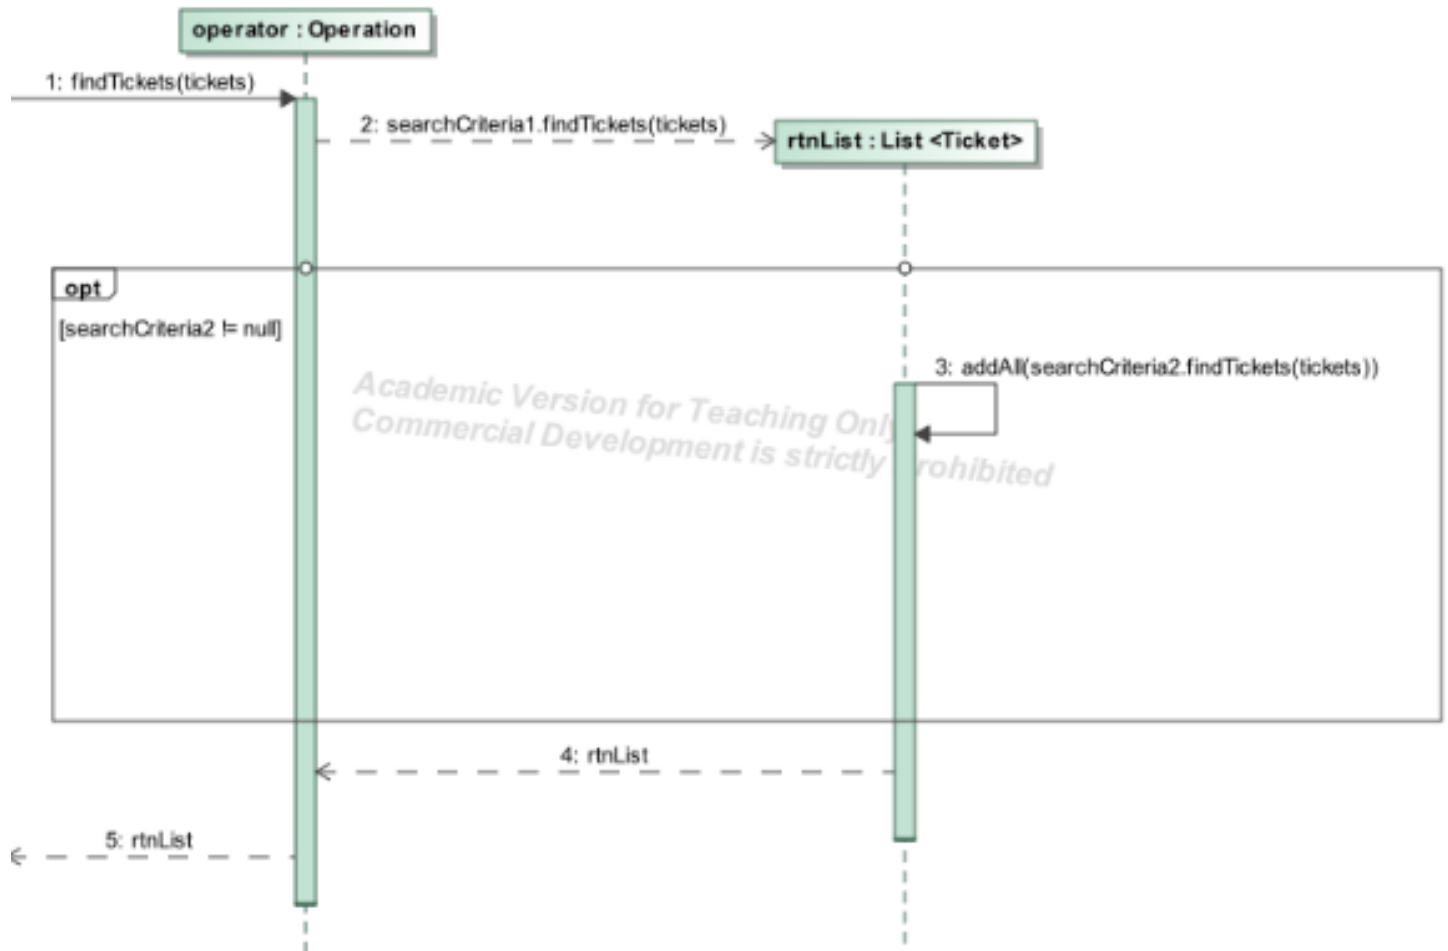 operator : Operation
1: findTickets(tickets)
2: searchCriteria1.findTickets(tickets)
rtnList : List <Ticket>
opt
[searchCriteria2 != null]
3: addAll(searchCriteria2.findTickets(tickets))
Academic Version for Teaching Only
Commercial Development is strictly Prohibited
4: rtnList
5: rtnList